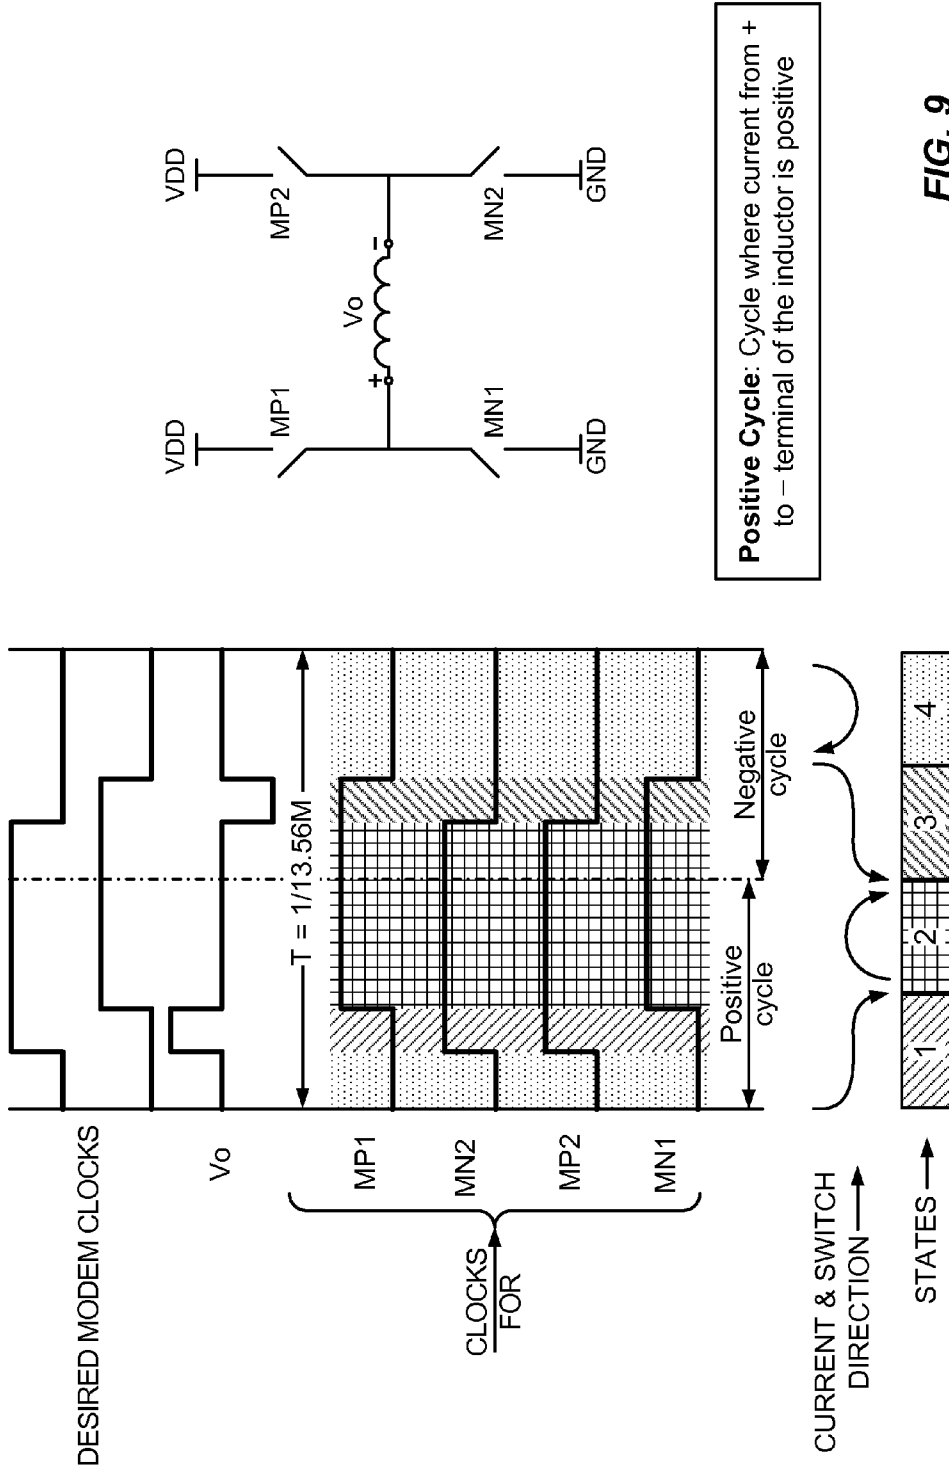 DESIRED MODEM CLOCKS
Vo
T = 1/13.56M
CLOCKS
FOR
MP1
MN2
MP2
MN1
Positive
cycle
Negative
cycle
CURRENT & SWITCH
DIRECTION
STATES
1
2
3
4
VDD
VDD
MP1
MP2
Vo
+
-
MN1
MN2
GND
GND
Positive Cycle: Cycle where current from +
to – terminal of the inductor is positive
FIG. 9